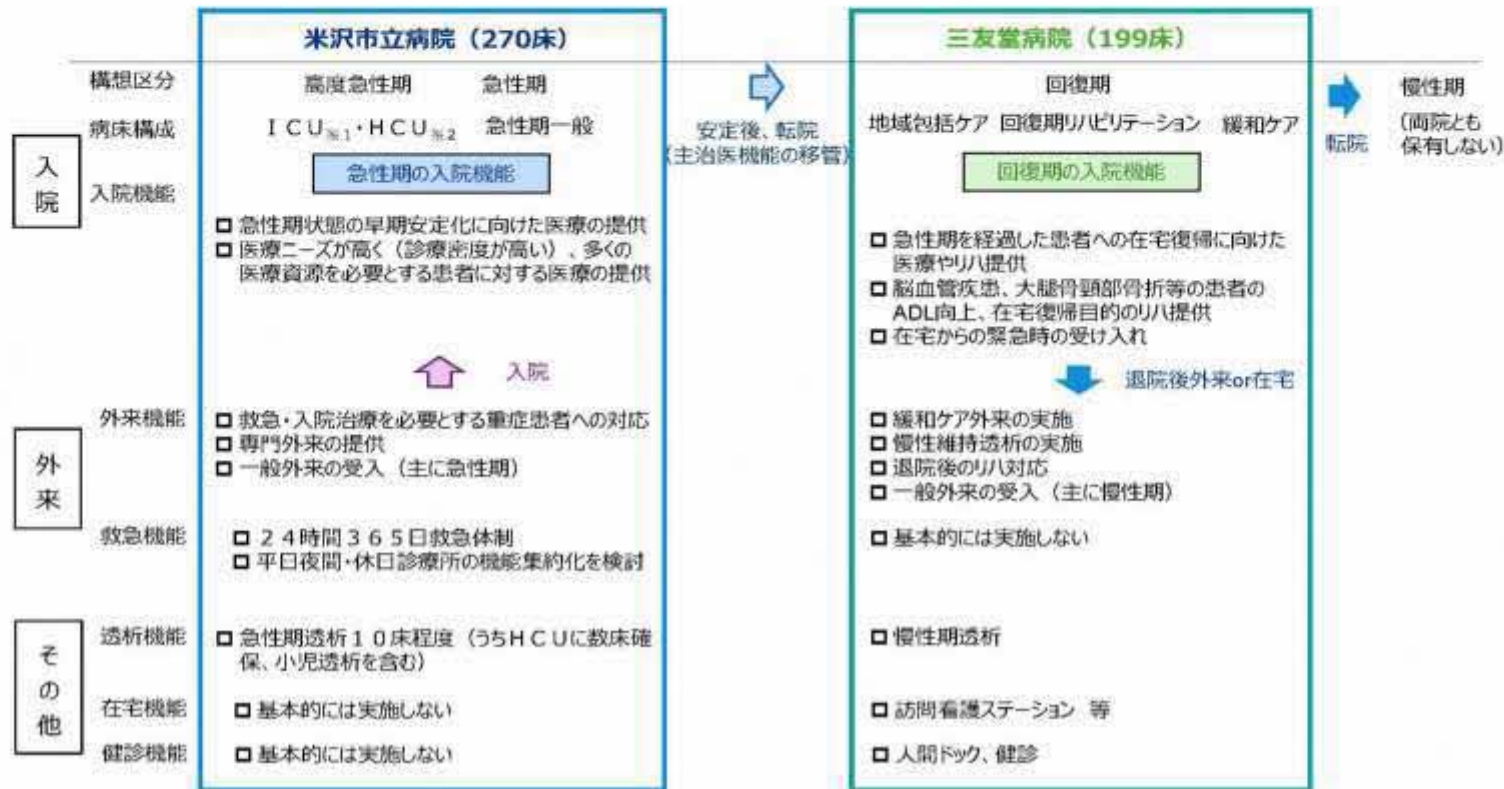 米沢市立病院（270床）
三友堂病院（199床）
構想区分
高度急性期 急性期
回復期
慢性期
病床構成
ＩＣＵ※1・ＨＣＵ※2 急性期一般
安定後、転院
（主治医機能の移管）
地域包括ケア 回復期リハビリテーション 緩和ケア
転院
（両院とも
保有しない）
入院
入院機能
急性期の入院機能
回復期の入院機能
□ 急性期状態の早期安定化に向けた医療の提供
□ 医療ニーズが高く（診療密度が高い）、多くの
医療資源を必要とする患者に対する医療の提供
□ 急性期を経過した患者への在宅復帰に向けた
医療やリハ提供
□ 脳血管疾患、大腿骨頸部骨折等の患者の
ADL向上、在宅復帰目的のリハ提供
□ 在宅からの緊急時の受け入れ
入院
退院後外来or在宅
外来
外来機能
□ 救急・入院治療を必要とする重症患者への対応
□ 専門外来の提供
□ 一般外来の受入（主に急性期）
□ 緩和ケア外来の実施
□ 慢性維持透析の実施
□ 退院後のリハ対応
□ 一般外来の受入（主に慢性期）
救急機能
□ ２４時間３６５日救急体制
□ 平日夜間・休日診療所の機能集約化を検討
□ 基本的には実施しない
その他
透析機能
□ 急性期透析１０床程度（うちＨＣＵに数床確
保、小児透析を含む）
□ 慢性期透析
在宅機能
□ 基本的には実施しない
□ 訪問看護ステーション 等
健診機能
□ 基本的には実施しない
□ 人間ドック、健診